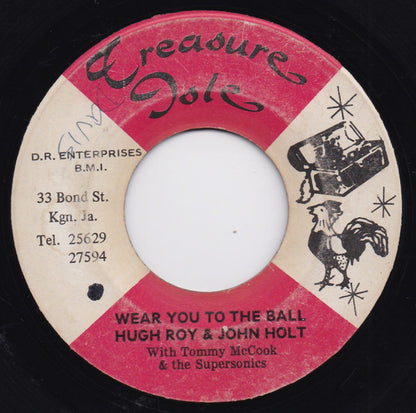 Treasure
Isle
D.R. ENTERPRISES
B.M.I.
33 Bond St.
Kgn. Ja.
Tel. 25629
27594
WEAR YOU TO THE BALL
HUGH ROY & JOHN HOLT
With Tommy McCook
& the Supersonics